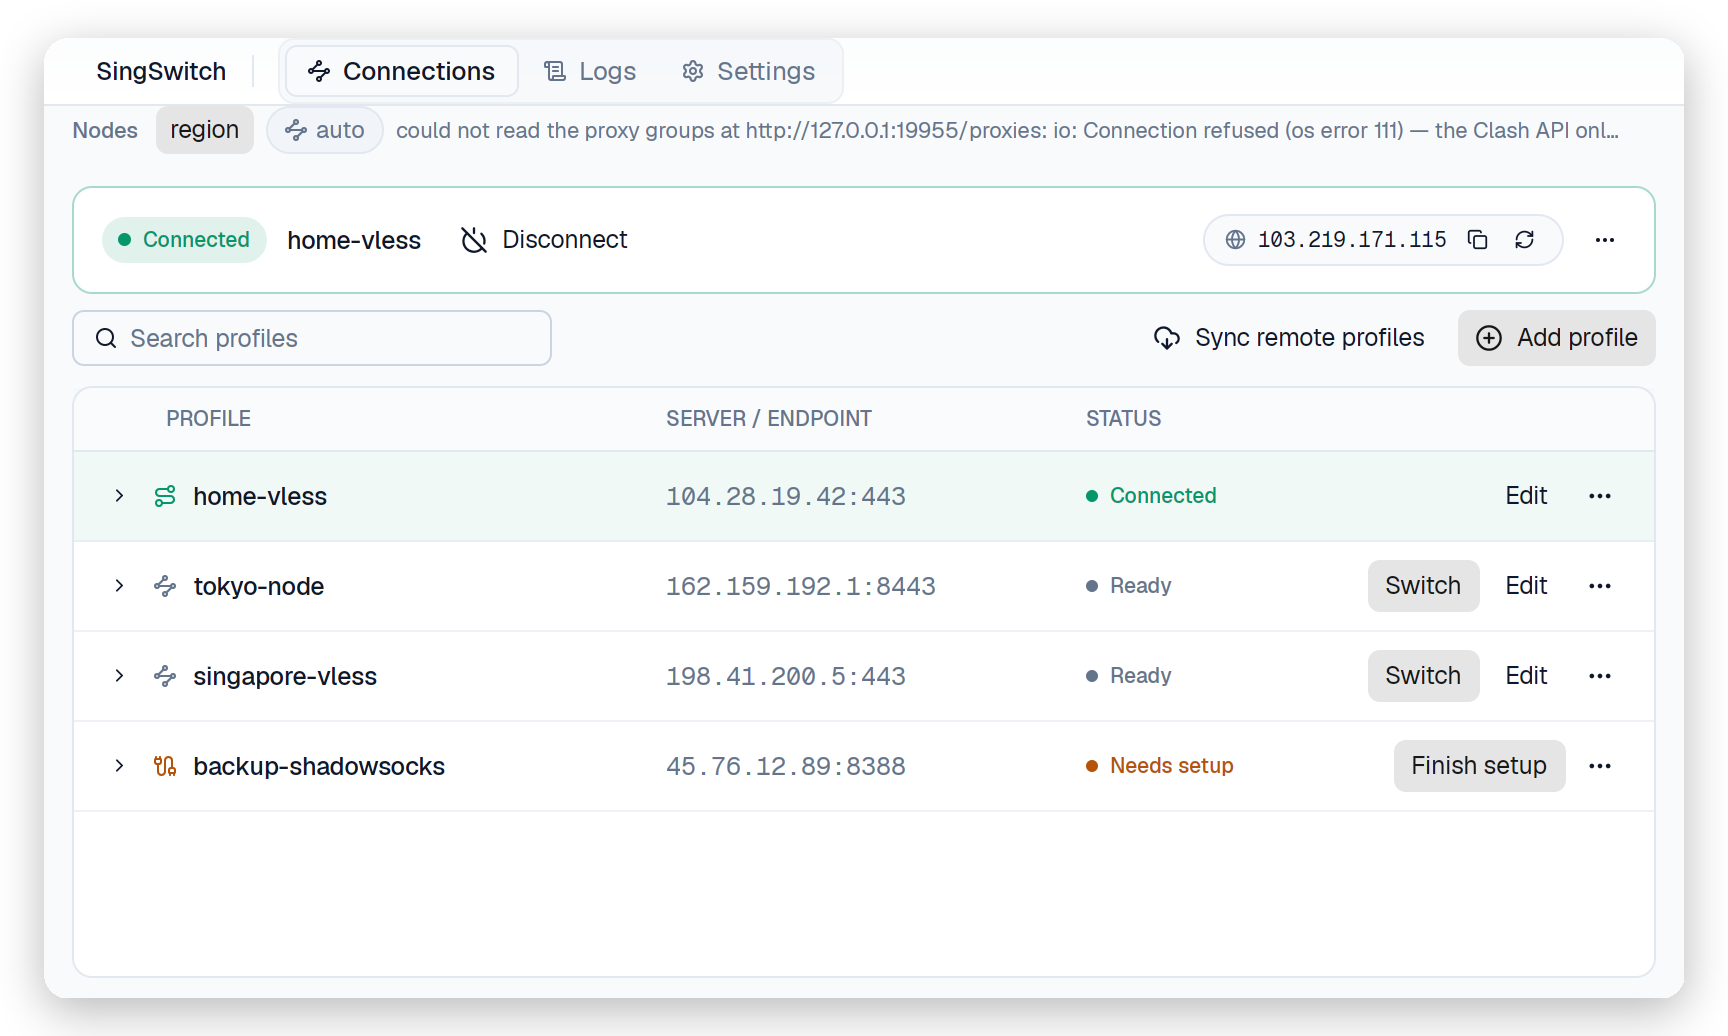 SingSwitch Connections Logs Settings
Nodes region auto could not read the proxy groups at http://127.0.0.1:19955/proxies: io: Connection refused (os error 111) — the Clash API onl...
Connected home-vless Disconnect 103.219.171.115
Search profiles Sync remote profiles Add profile
PROFILE SERVER / ENDPOINT STATUS
home-vless 104.28.19.42:443 Connected Edit
tokyo-node 162.159.192.1:8443 Ready Switch Edit
singapore-vless 198.41.200.5:443 Ready Switch Edit
backup-shadowsocks 45.76.12.89:8388 Needs setup Finish setup